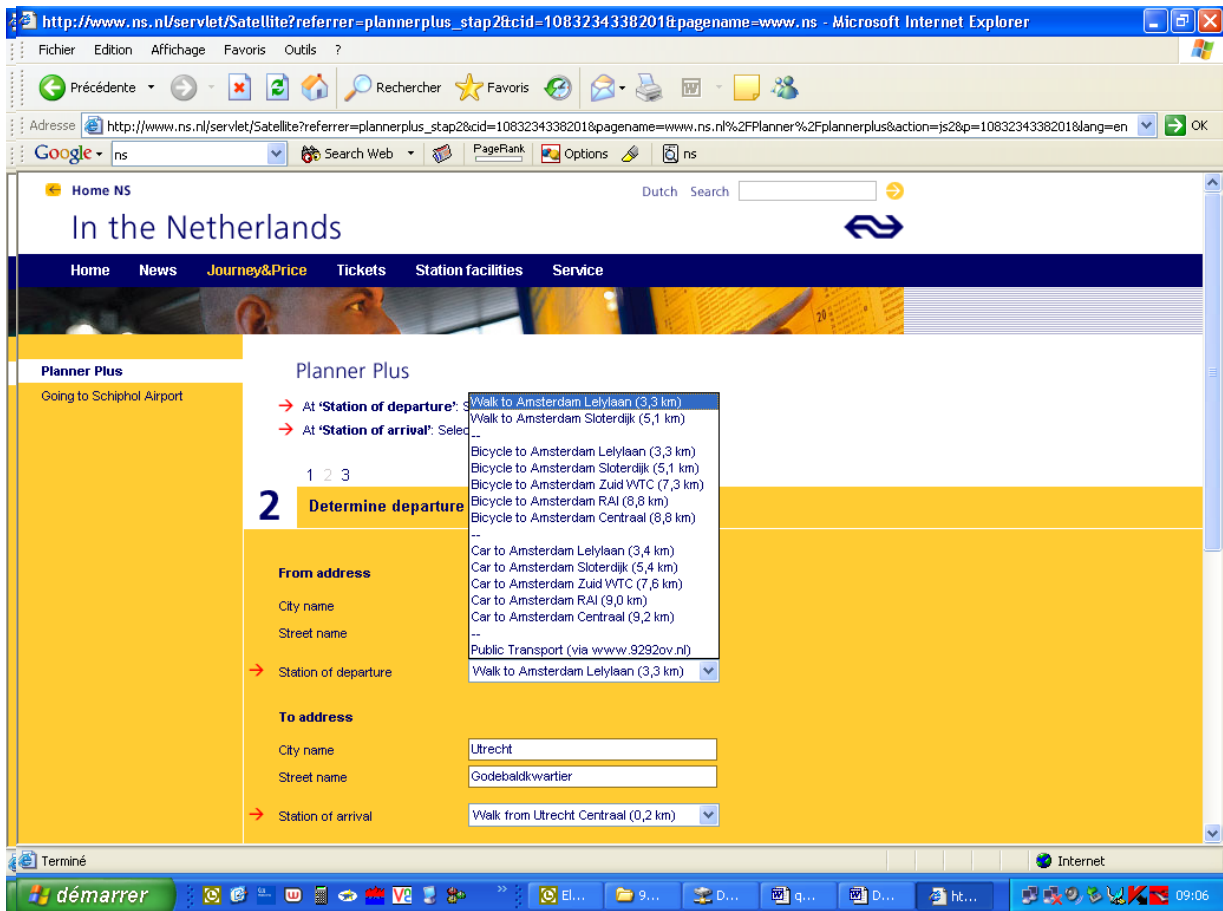 http://www.ns.nl/servlet/Satellite?referrer=plannerplus_stap2&cid=1083234338201&pagename=www.ns - Microsoft Internet Explorer
Fichier Edition Affichage Favoris Outils ?
Précédente Rechercher Favoris
Adresse http://www.ns.nl/servlet/Satellite?referrer=plannerplus_stap2&cid=1083234338201&pagename=www.ns.nl%2FPlanner%2Fplannerplus&action=js2&p=1083234338201&lang=en OK
Google ns Search Web PageRank Options ns
Home NS Dutch Search
In the Netherlands
Home News Journey&Price Tickets Station facilities Service
20
Planner Plus
Going to Schiphol Airport
Planner Plus
At 'Station of departure': S
At 'Station of arrival': Selec
1 2 3
2 Determine departure
Walk to Amsterdam Lelylaan (3,3 km)
Walk to Amsterdam Sloterdijk (5,1 km)
--
Bicycle to Amsterdam Lelylaan (3,3 km)
Bicycle to Amsterdam Sloterdijk (5,1 km)
Bicycle to Amsterdam Zuid WTC (7,3 km)
Bicycle to Amsterdam RAI (8,8 km)
Bicycle to Amsterdam Centraal (8,8 km)
--
Car to Amsterdam Lelylaan (3,4 km)
Car to Amsterdam Sloterdijk (5,4 km)
Car to Amsterdam Zuid WTC (7,6 km)
Car to Amsterdam RAI (9,0 km)
Car to Amsterdam Centraal (9,2 km)
--
Public Transport (via www.9292ov.nl)
From address
City name
Street name
Station of departure Walk to Amsterdam Lelylaan (3,3 km)
To address
City name Utrecht
Street name Godebaldkwartier
Station of arrival Walk from Utrecht Centraal (0,2 km)
Terminé Internet
démarrer El... 9... D... q... D... ht... 09:06